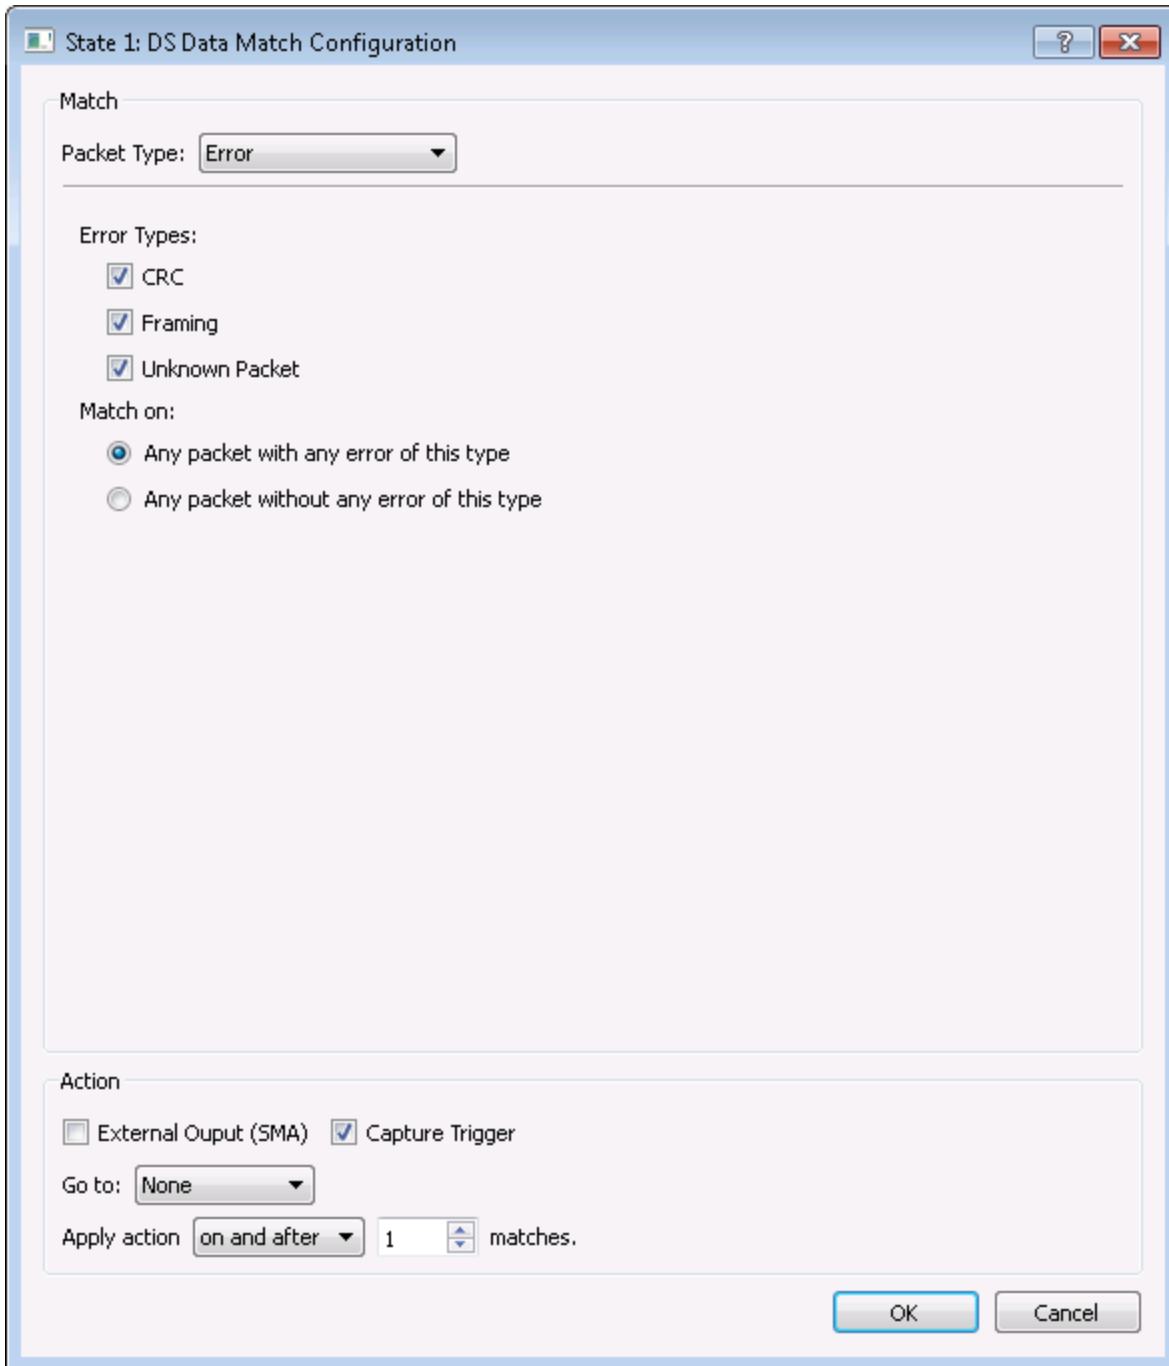 State 1: DS Data Match Configuration
Match
Packet Type: Error
Error Types:
CRC
Framing
Unknown Packet
Match on:
Any packet with any error of this type
Any packet without any error of this type
Action
External Ouput (SMA) Capture Trigger
Go to: None
Apply action on and after 1 matches.
OK Cancel